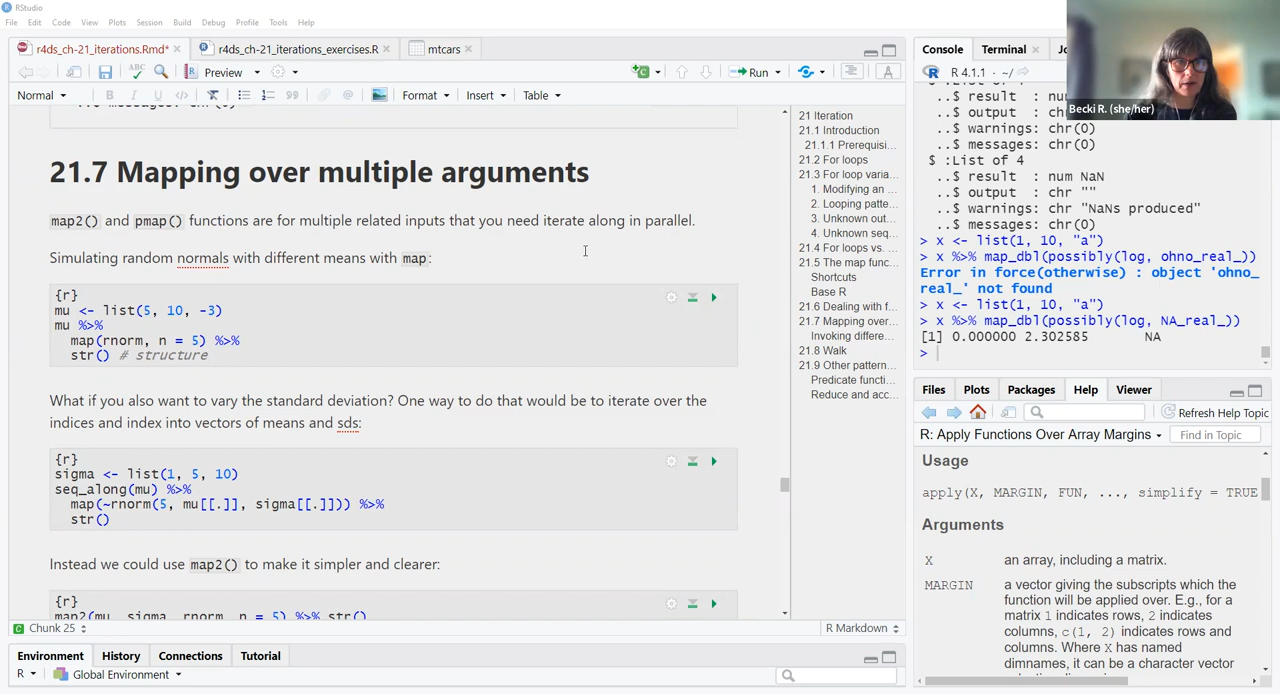 RStudio
File Edit Code View Plots Session Build Debug Profile Tools Help
r4ds_ch-21_iterations.Rmd* × r4ds_ch-21_iterations_exercises.R × mtcars ×
ABC Preview Run
Normal B I U </> Format Insert Table
21.7 Mapping over multiple arguments
map2() and pmap() functions are for multiple related inputs that you need iterate along in parallel.
Simulating random normals with different means with map:
{r}
mu <- list(5, 10, -3)
mu %>%
map(rnorm, n = 5) %>%
str() # structure
What if you also want to vary the standard deviation? One way to do that would be to iterate over the
indices and index into vectors of means and sds:
{r}
sigma <- list(1, 5, 10)
seq_along(mu) %>%
map(~rnorm(5, mu[[.]], sigma[[.]])) %>%
str()
Instead we could use map2() to make it simpler and clearer:
{r}
map2(mu, sigma, rnorm, n = 5) %>% str()
Chunk 25 R Markdown
21 Iteration
21.1 Introduction
21.1.1 Prerequisi...
21.2 For loops
21.3 For loop varia...
1. Modifying an ...
2. Looping patte...
3. Unknown out...
4. Unknown seq...
21.4 For loops vs. ...
21.5 The map func...
Shortcuts
Base R
21.6 Dealing with f...
21.7 Mapping over...
Invoking differe...
21.8 Walk
21.9 Other pattern...
Predicate functi...
Reduce and acc...
Environment History Connections Tutorial
R Global Environment
Console Terminal × Jo
R 4.1.1 · ~/
Becki R. (she/her)
..$ result : num
..$ output : chr
..$ warnings: chr(0)
..$ messages: chr(0)
$ :List of 4
..$ result : num NaN
..$ output : chr ""
..$ warnings: chr "NaNs produced"
..$ messages: chr(0)
> x <- list(1, 10, "a")
> x %>% map_dbl(possibly(log, ohno_real_))
Error in force(otherwise) : object 'ohno_
real_' not found
> x <- list(1, 10, "a")
> x %>% map_dbl(possibly(log, NA_real_))
[1] 0.000000 2.302585 NA
>
Files Plots Packages Help Viewer
Refresh Help Topic
R: Apply Functions Over Array Margins Find in Topic
Usage
apply(X, MARGIN, FUN, ..., simplify = TRUE
Arguments
X an array, including a matrix.
MARGIN a vector giving the subscripts which the
function will be applied over. E.g., for a
matrix 1 indicates rows, 2 indicates
columns, c(1, 2) indicates rows and
columns. Where X has named
dimnames, it can be a character vector